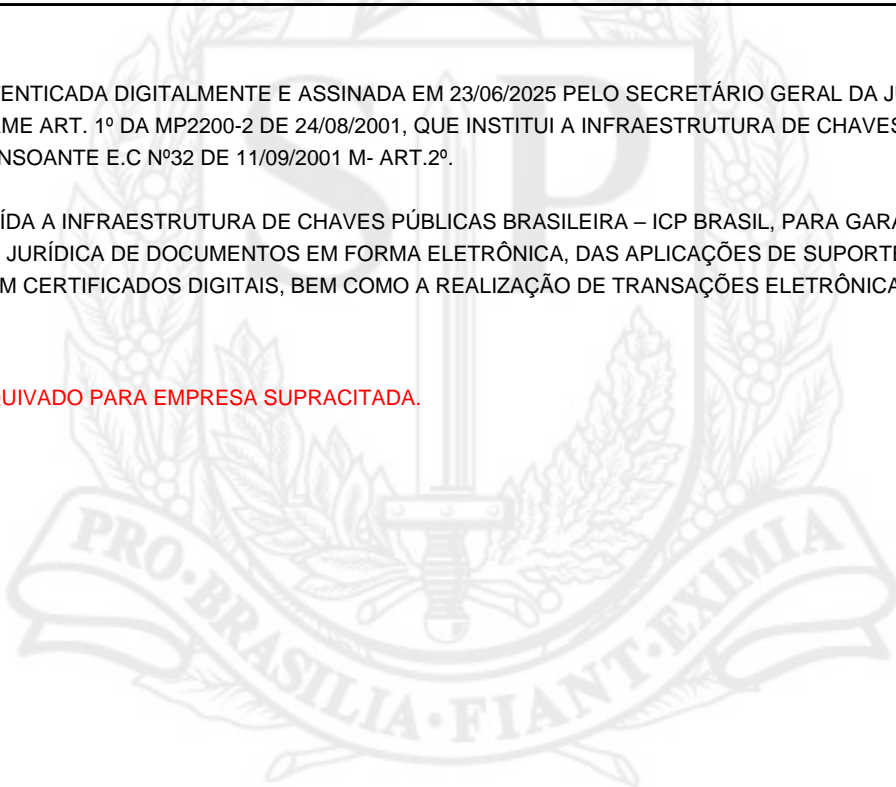 ENTICADA DIGITALMENTE E ASSINADA EM 23/06/2025 PELO SECRETÁRIO GERAL DA J
ME ART. 1º DA MP2200-2 DE 24/08/2001, QUE INSTITUI A INFRAESTRUTURA DE CHAVES
NSOANTE E.C Nº32 DE 11/09/2001 M- ART.2º.
ÍDA A INFRAESTRUTURA DE CHAVES PÚBLICAS BRASILEIRA – ICP BRASIL, PARA GARA
JURÍDICA DE DOCUMENTOS EM FORMA ELETRÔNICA, DAS APLICAÇÕES DE SUPORTE
M CERTIFICADOS DIGITAIS, BEM COMO A REALIZAÇÃO DE TRANSAÇÕES ELETRÔNICA
UIVADO PARA EMPRESA SUPRACITADA.
SP
PRO·BRASILIA·FIANT·EXIMIA